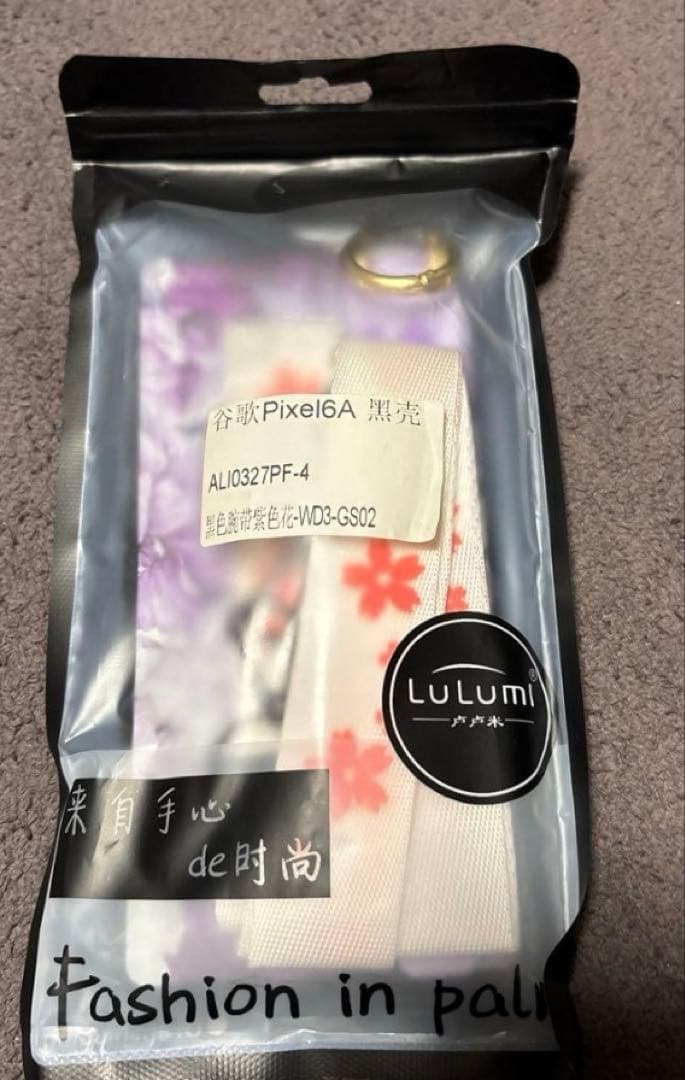 谷歌Pixel6A 黑壳
ALI0327PF-4
黑色腕带紫色花-WD3-GS02
LuLumi®
卢卢米
来自手心
de时尚
Fashion in pal